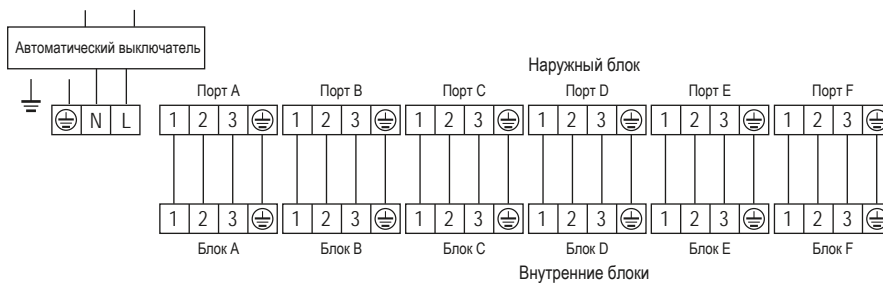 Автоматический выключатель
Наружный блок
Порт A Порт B Порт C Порт D Порт E Порт F
N L 1 2 3 1 2 3 1 2 3 1 2 3 1 2 3 1 2 3
1 2 3 1 2 3 1 2 3 1 2 3 1 2 3 1 2 3
Блок A Блок B Блок C Блок D Блок E Блок F
Внутренние блоки